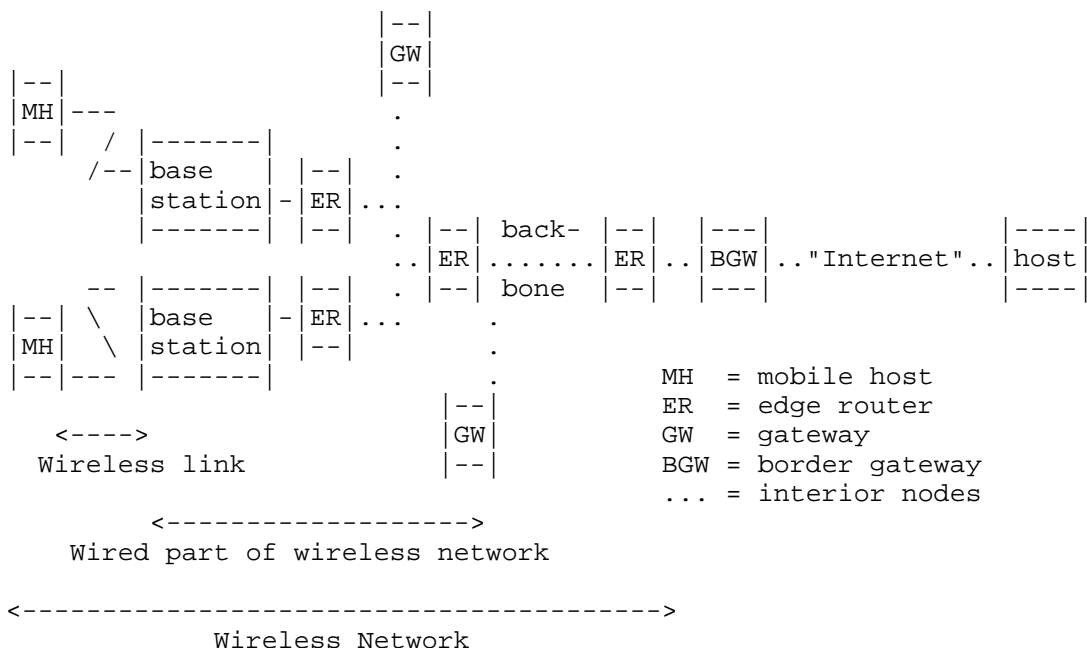 |--|
                       |GW|
|--|                   |--|
|MH|---                 .
|--|  / |-------|       .
     /--|base   | |--|  .
        |station|-|ER|...
        |-------| |--|  . |--| back-  |--|  |---|              |----|
                        ..|ER|.......|ER|..|BGW|.."Internet"..|host|
     -- |-------| |--|  . |--| bone   |--|  |---|              |----|
|--| \  |base   |-|ER|...     .
|MH|  \ |station| |--|        .
|--|--- |-------|             .          MH  = mobile host
                           |--|          ER  = edge router
   <---->                  |GW|          GW  = gateway
  Wireless link            |--|          BGW = border gateway
                                         ... = interior nodes
         <------------------->
    Wired part of wireless network

<---------------------------------------->
             Wireless Network